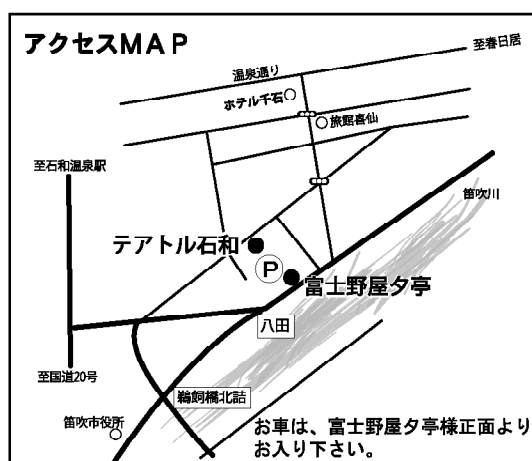 アクセスMAP
至春日居
温泉通り
ホテル千石
旅館喜仙
至石和温泉駅
笛吹川
テアトル石和
P
富士野屋夕亭
八田
至国道20号
鵜飼橋北詰
笛吹市役所
お車は、富士野屋夕亭様正面より
お入り下さい。